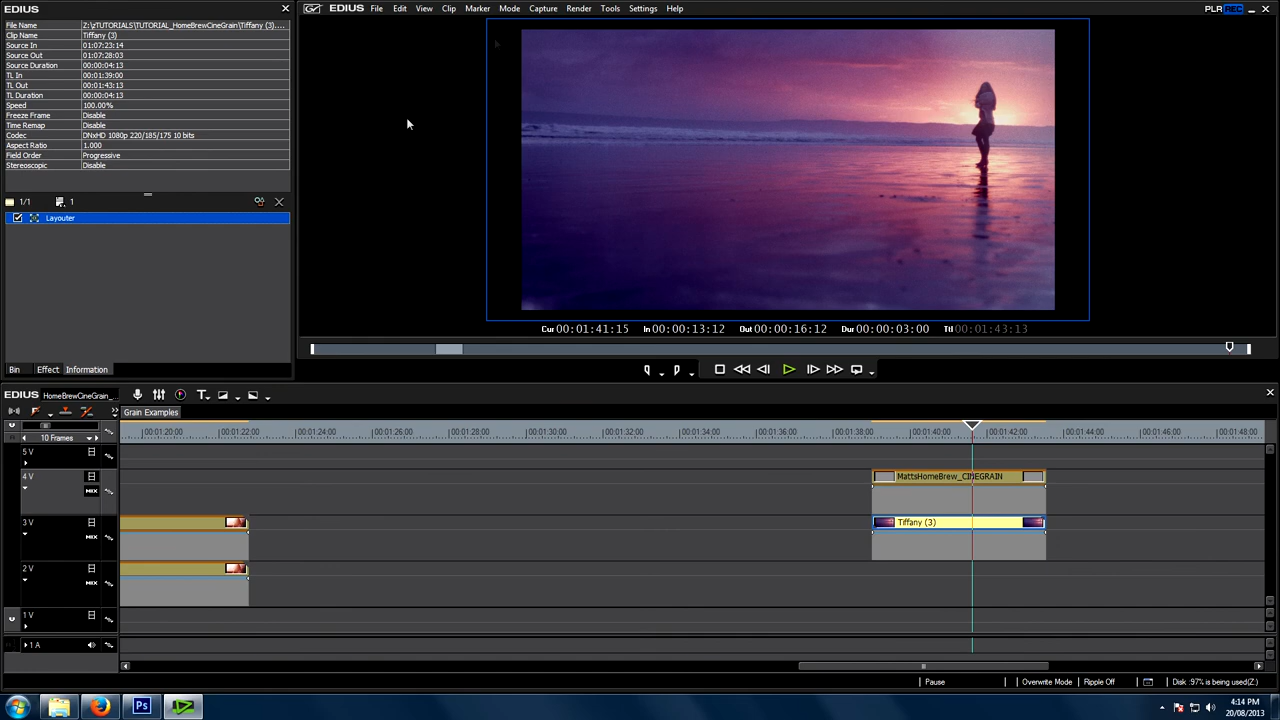 EDIUS
File Name Z:\zTUTORIALS\TUTORIAL_HomeBrewCineGrain\Tiffany (3)....
Clip Name Tiffany (3)
Source In 01:07:23:14
Source Out 01:07:28:03
Source Duration 00:00:04:13
TL In 00:01:39:00
TL Out 00:01:43:13
TL Duration 00:00:04:13
Speed 100.00%
Freeze Frame Disable
Time Remap Disable
Codec DNxHD 1080p 220/185/175 10 bits
Aspect Ratio 1.000
Field Order Progressive
Stereoscopic Disable
1/1 1
Layouter
Bin Effect Information
EDIUS File Edit View Clip Marker Mode Capture Render Tools Settings Help PLR REC
Cur 00:01:41:15 In 00:00:13:12 Out 00:00:16:12 Dur 00:00:03:00 Ttl 00:01:43:13
EDIUS HomeBrewCineGrain_...
Grain Examples
10 Frames 00:01:20:00 00:01:22:00 00:01:24:00 00:01:26:00 00:01:28:00 00:01:30:00 00:01:32:00 00:01:34:00 00:01:36:00 00:01:38:00 00:01:40:00 00:01:42:00 00:01:44:00 00:01:46:00 00:01:48:00
5 V
4 V MattsHomeBrew_CINEGRAIN
MIX
3 V Tiffany (3)
MIX
2 V
MIX
1 V
1 A
Pause Overwrite Mode Ripple Off Disk :97% is being used(Z:)
Ps 4:14 PM
20/08/2013